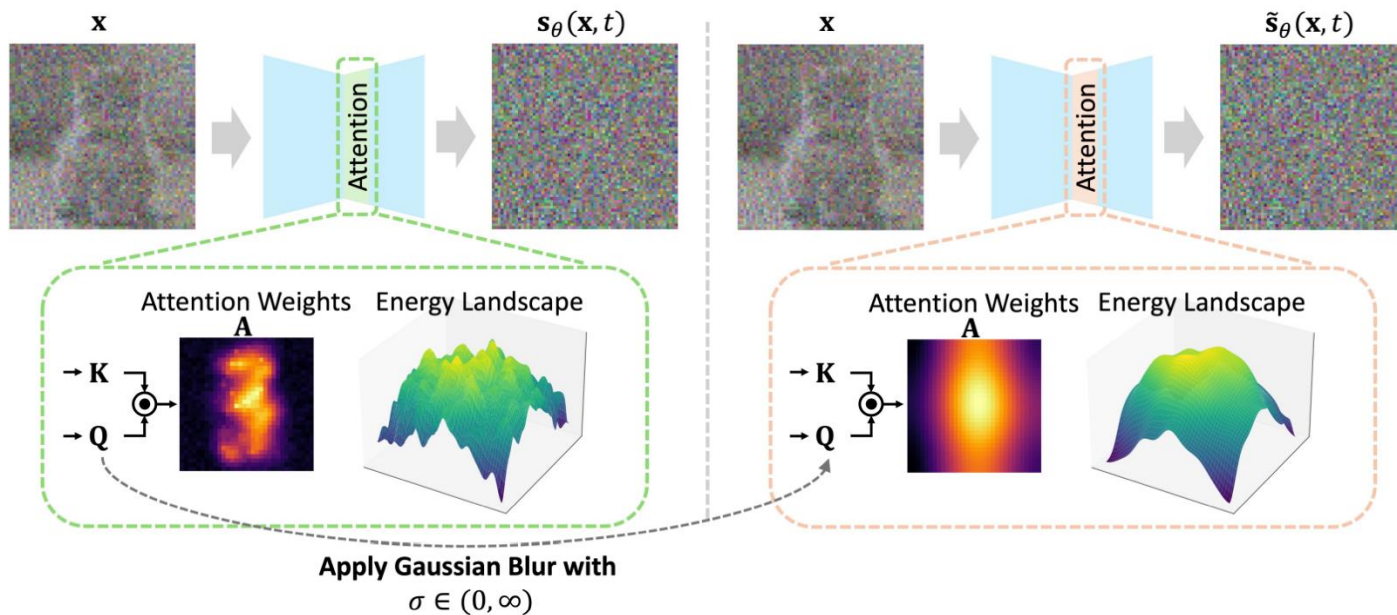 𝐱
𝐬_θ(𝐱, t)
Attention
Attention Weights
𝐀
Energy Landscape
𝐊
𝐐
𝐱
𝐬̃_θ(𝐱, t)
Attention
Attention Weights
𝐀
Energy Landscape
𝐊
𝐐
Apply Gaussian Blur with
σ ∈ (0, ∞)